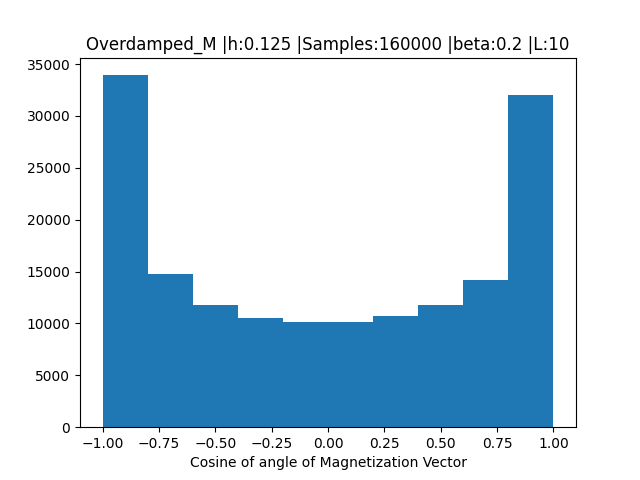 Overdamped_M |h:0.125 |Samples:160000 |beta:0.2 |L:10
35000
30000
25000
20000
15000
10000
5000
0
−1.00 −0.75 −0.50 −0.25 0.00 0.25 0.50 0.75 1.00
Cosine of angle of Magnetization Vector